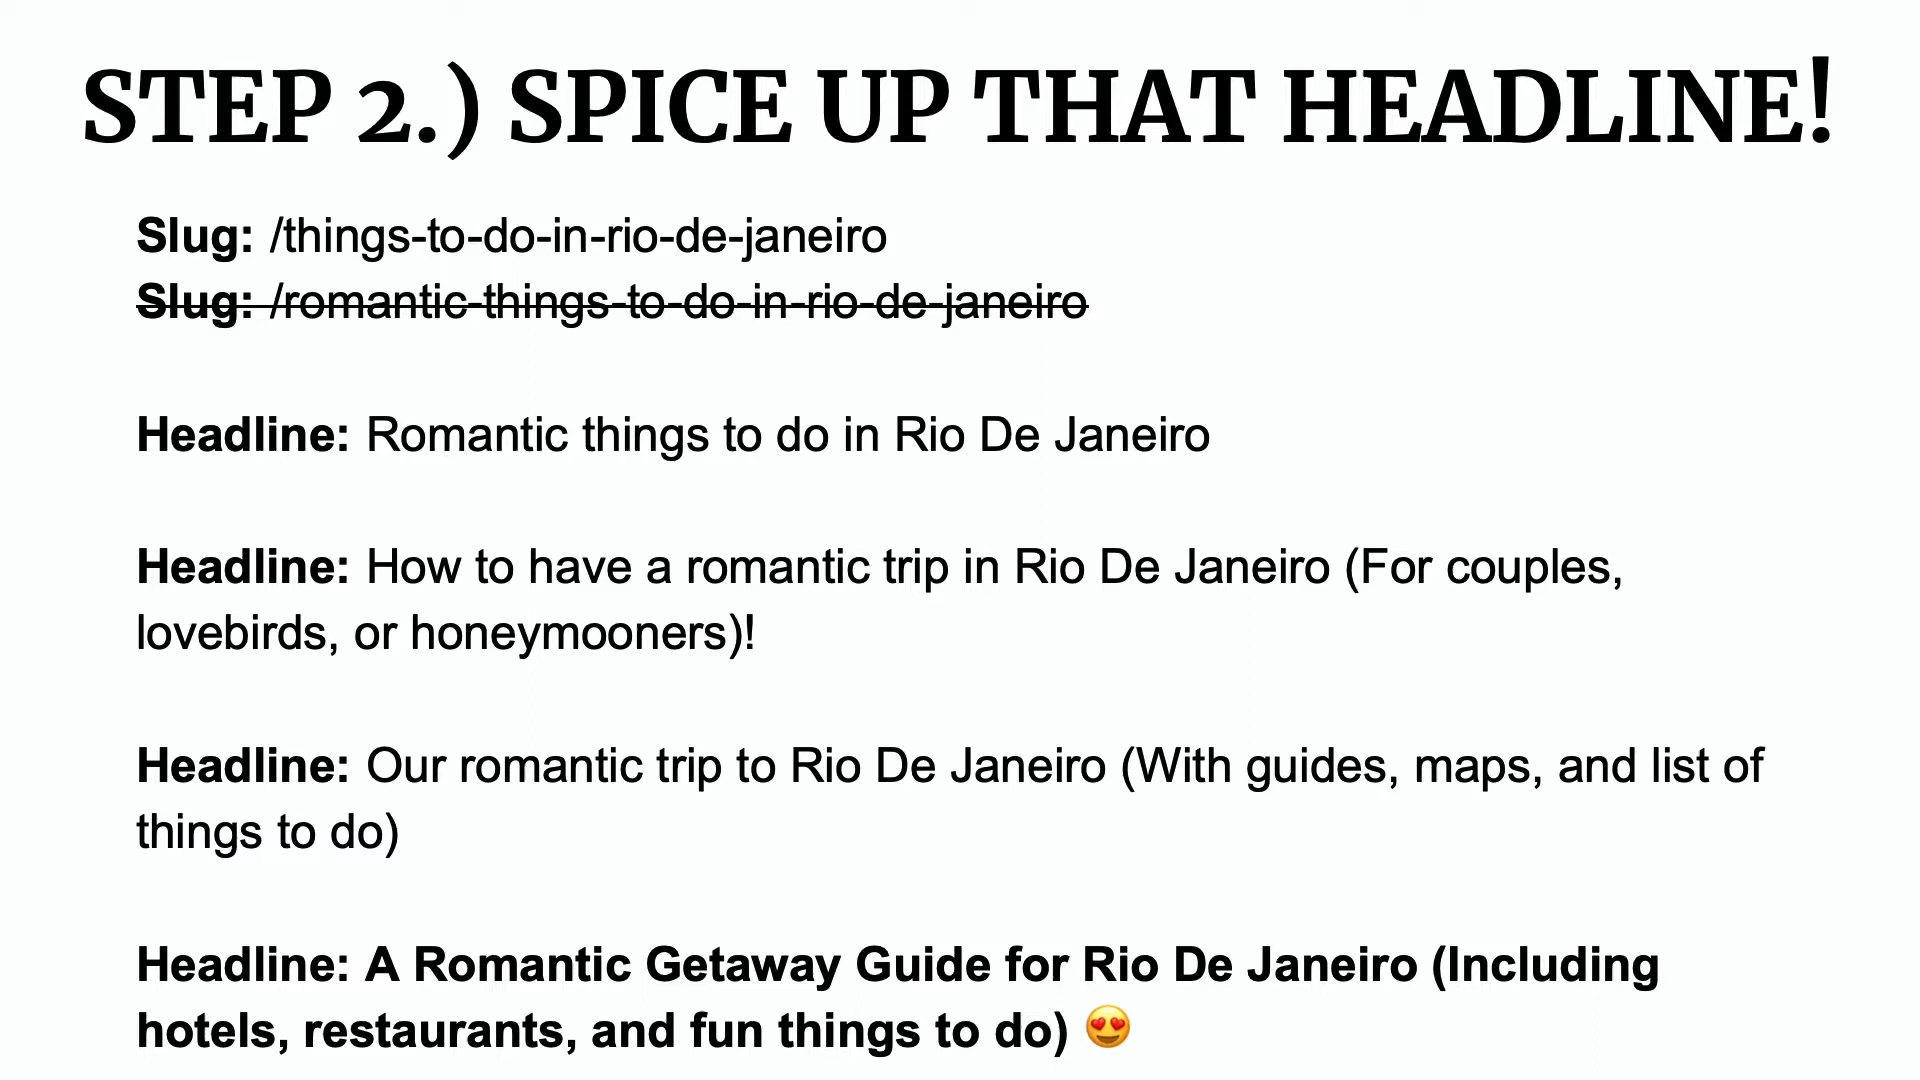 STEP 2.) SPICE UP THAT HEADLINE!
Slug: /things-to-do-in-rio-de-janeiro
Slug: /romantic-things-to-do-in-rio-de-janeiro
Headline: Romantic things to do in Rio De Janeiro
Headline: How to have a romantic trip in Rio De Janeiro (For couples,
lovebirds, or honeymooners)!
Headline: Our romantic trip to Rio De Janeiro (With guides, maps, and list of
things to do)
Headline: A Romantic Getaway Guide for Rio De Janeiro (Including
hotels, restaurants, and fun things to do) 😍